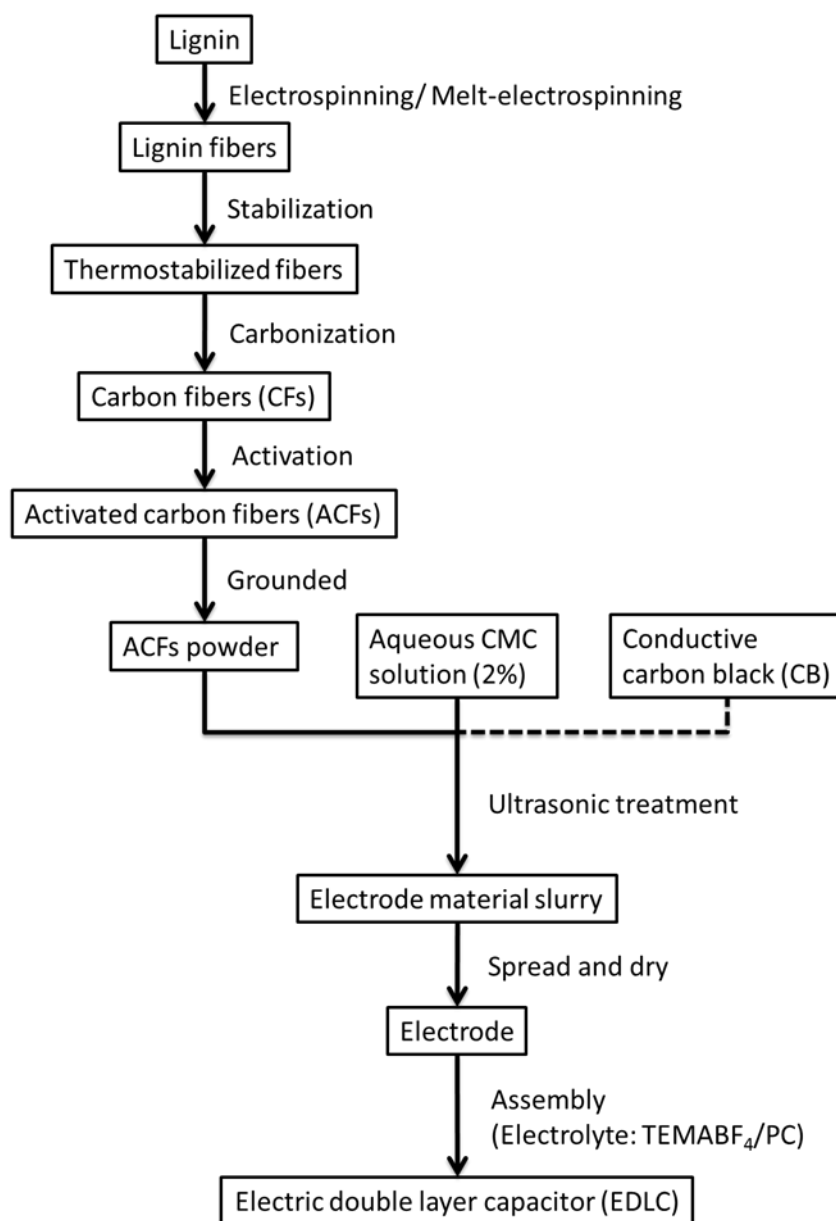 Lignin
Electrospinning/ Melt-electrospinning
Lignin fibers
Stabilization
Thermostabilized fibers
Carbonization
Carbon fibers (CFs)
Activation
Activated carbon fibers (ACFs)
Grounded
ACFs powder
Aqueous CMC
solution (2%)
Conductive
carbon black (CB)
Ultrasonic treatment
Electrode material slurry
Spread and dry
Electrode
Assembly
(Electrolyte: TEMABF₄/PC)
Electric double layer capacitor (EDLC)